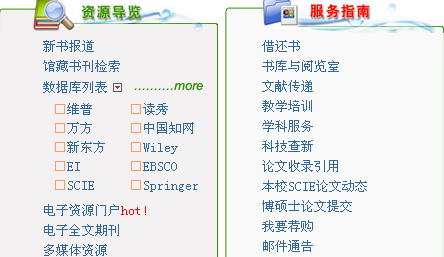 资源导览
新书报道
馆藏书刊检索
数据库列表 ..........more
维普 读秀
万方 中国知网
新东方 Wiley
EI EBSCO
SCIE Springer
电子资源门户hot!
电子全文期刊
多媒体资源
服务指南
借还书
书库与阅览室
文献传递
教学培训
学科服务
科技查新
论文收录引用
本校SCIE论文动态
博硕士论文提交
我要荐购
邮件通告